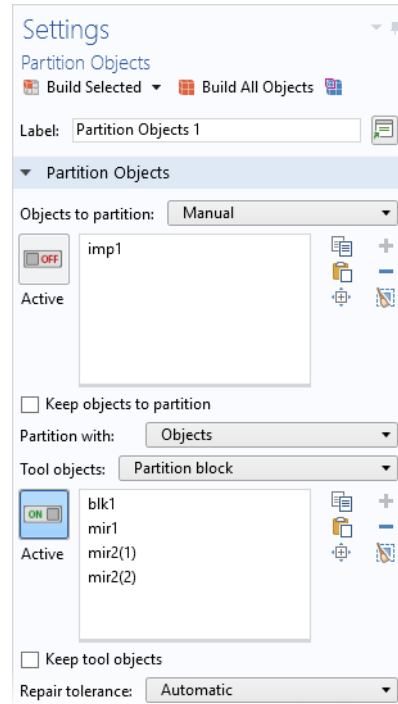 Settings
Partition Objects
Build Selected Build All Objects
Label: Partition Objects 1
Partition Objects
Objects to partition: Manual
OFF
Active
imp1
Keep objects to partition
Partition with: Objects
Tool objects: Partition block
ON
Active
blk1
mir1
mir2(1)
mir2(2)
Keep tool objects
Repair tolerance: Automatic